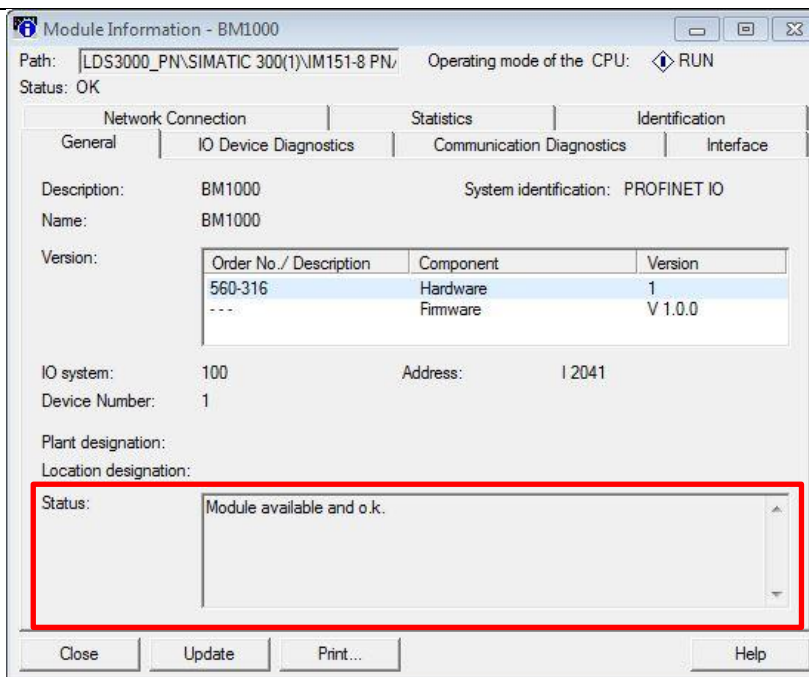 Module Information - BM1000
Path: LDS3000_PN\SIMATIC 300(1)\IM151-8 PN/ Operating mode of the CPU: RUN
Status: OK
Network Connection Statistics Identification
General IO Device Diagnostics Communication Diagnostics Interface
Description: BM1000 System identification: PROFINET IO
Name: BM1000
Version: Order No./ Description Component Version
560-316 Hardware 1
- - - Firmware V 1.0.0
IO system: 100 Address: I 2041
Device Number: 1
Plant designation:
Location designation:
Status: Module available and o.k.
Close Update Print... Help